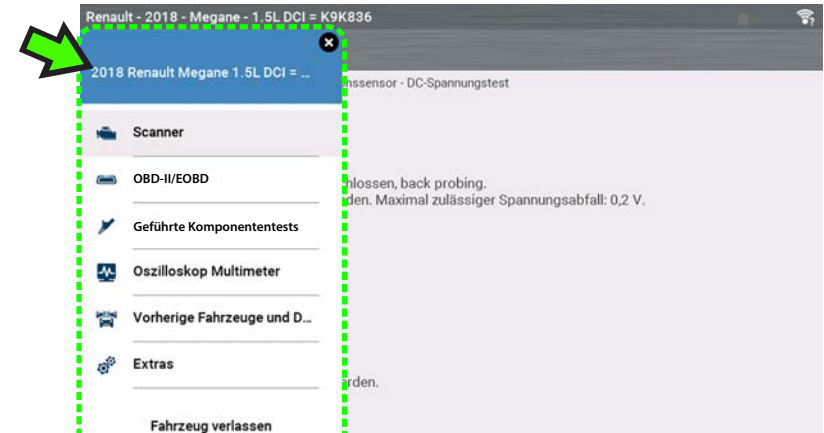 Renault - 2018 - Megane - 1.5L DCI = K9K836
2018 Renault Megane 1.5L DCI = ...
nssensor - DC-Spannungstest
Scanner
OBD-II/EOBD
hlossen, back probing.
den. Maximal zulässiger Spannungsabfall: 0,2 V.
Geführte Komponententests
Oszilloskop Multimeter
Vorherige Fahrzeuge und D...
Extras
rden.
Fahrzeug verlassen